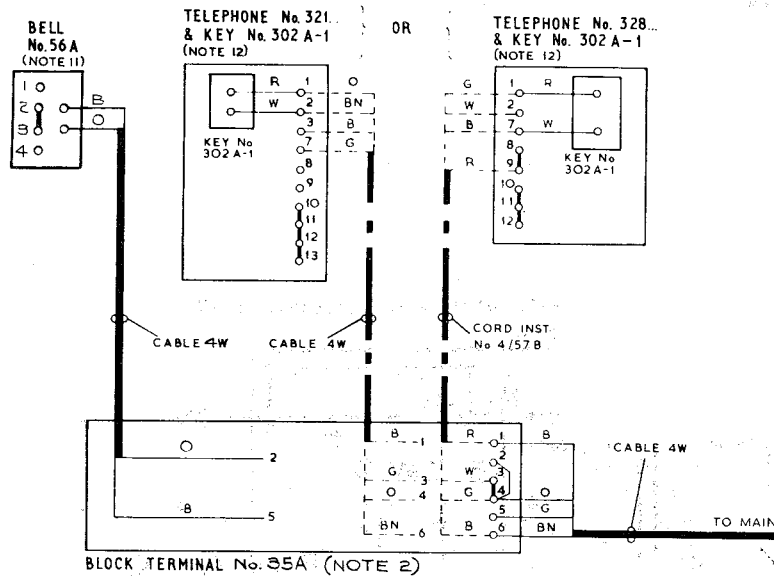 BELL
No. 56A
(NOTE 11)
1
2
3
4
B
O
TELEPHONE No. 321..
& KEY No. 302 A-1
(NOTE 12)
R
W
KEY No
302 A-1
1
2
3
7
8
9
10
11
12
13
O
BN
B
G
OR
TELEPHONE No. 328...
& KEY No. 302 A-1
(NOTE 12)
G
W
B
R
1
2
7
8
9
10
11
12
R
W
KEY No
302 A-1
CABLE 4W
CABLE 4W
CORD INST
No 4/57B
O
2
B
5
B
1
G
3
O
4
BN
6
R
W
G
B
1
2
3
4
5
6
B
O
G
BN
CABLE 4W
TO MAIN
BLOCK TERMINAL No. 35A (NOTE 2)